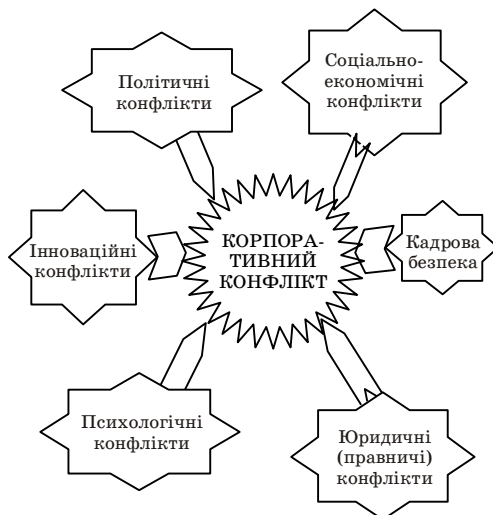 Політичні
конфлікти
Соціально-
економічні
конфлікти
Інноваційні
конфлікти
КОРПОРА-
ТИВНИЙ
КОНФЛІКТ
Кадрова
безпека
Психологічні
конфлікти
Юридичні
(правничі)
конфлікти